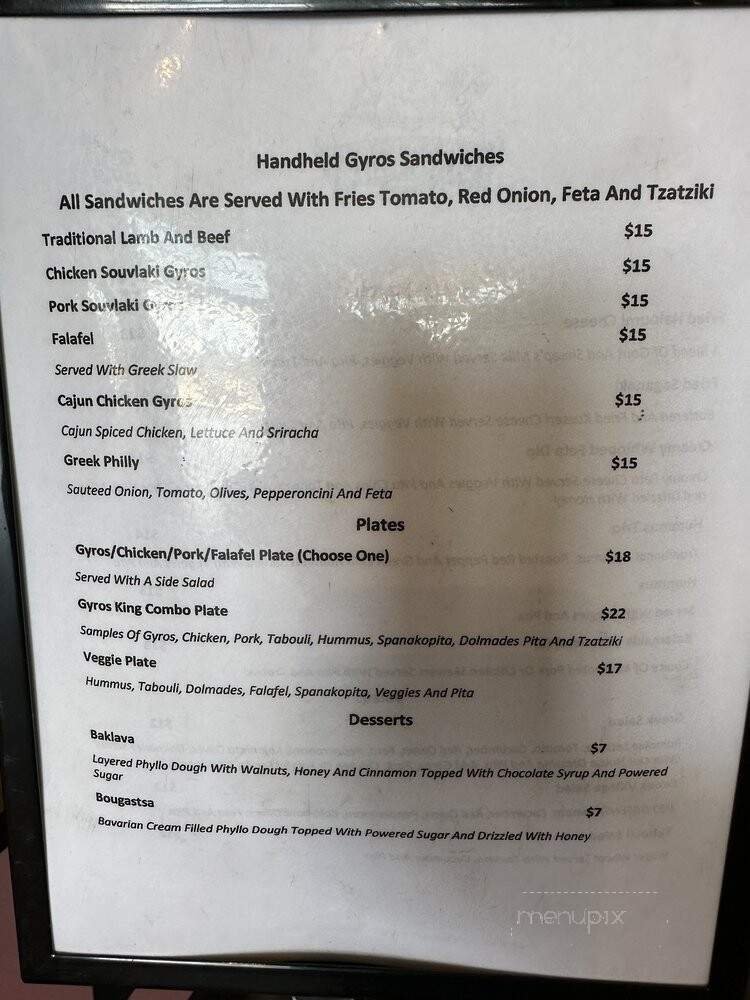 Handheld Gyros Sandwiches
All Sandwiches Are Served With Fries Tomato, Red Onion, Feta And Tzatziki
Traditional Lamb And Beef $15
Chicken Souvlaki Gyros $15
Pork Souvlaki Gyros $15
Falafel $15
Served With Greek Slaw
Cajun Chicken Gyros $15
Cajun Spiced Chicken, Lettuce And Sriracha
Greek Philly $15
Sauteed Onion, Tomato, Olives, Pepperoncini And Feta
Plates
Gyros/Chicken/Pork/Falafel Plate (Choose One) $18
Served With A Side Salad
Gyros King Combo Plate $22
Samples Of Gyros, Chicken, Pork, Tabouli, Hummus, Spanakopita, Dolmades Pita And Tzatziki
Veggie Plate $17
Hummus, Tabouli, Dolmades, Falafel, Spanakopita, Veggies And Pita
Desserts
Baklava $7
Layered Phyllo Dough With Walnuts, Honey And Cinnamon Topped With Chocolate Syrup And Powered
Sugar
Bougastsa $7
Bavarian Cream Filled Phyllo Dough Topped With Powered Sugar And Drizzled With Honey
menupix